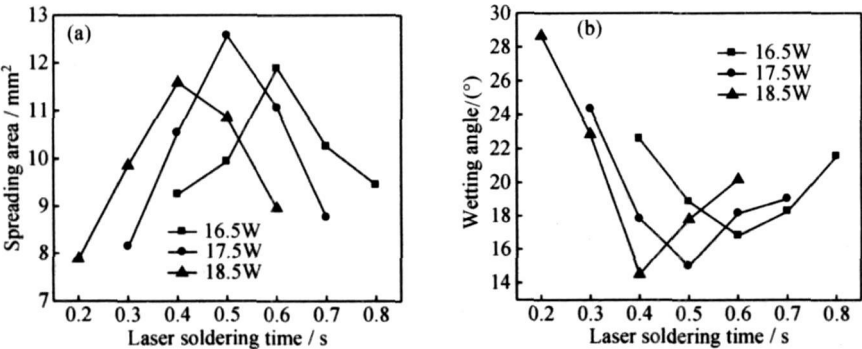 (a)
Spreading area / mm²
13
12
11
10
9
8
7
16.5W
17.5W
18.5W
0.2 0.3 0.4 0.5 0.6 0.7 0.8
Laser soldering time / s
(b)
Wetting angle/(°)
30
28
26
24
22
20
18
16
14
16.5W
17.5W
18.5W
0.2 0.3 0.4 0.5 0.6 0.7 0.8
Laser soldering time / s